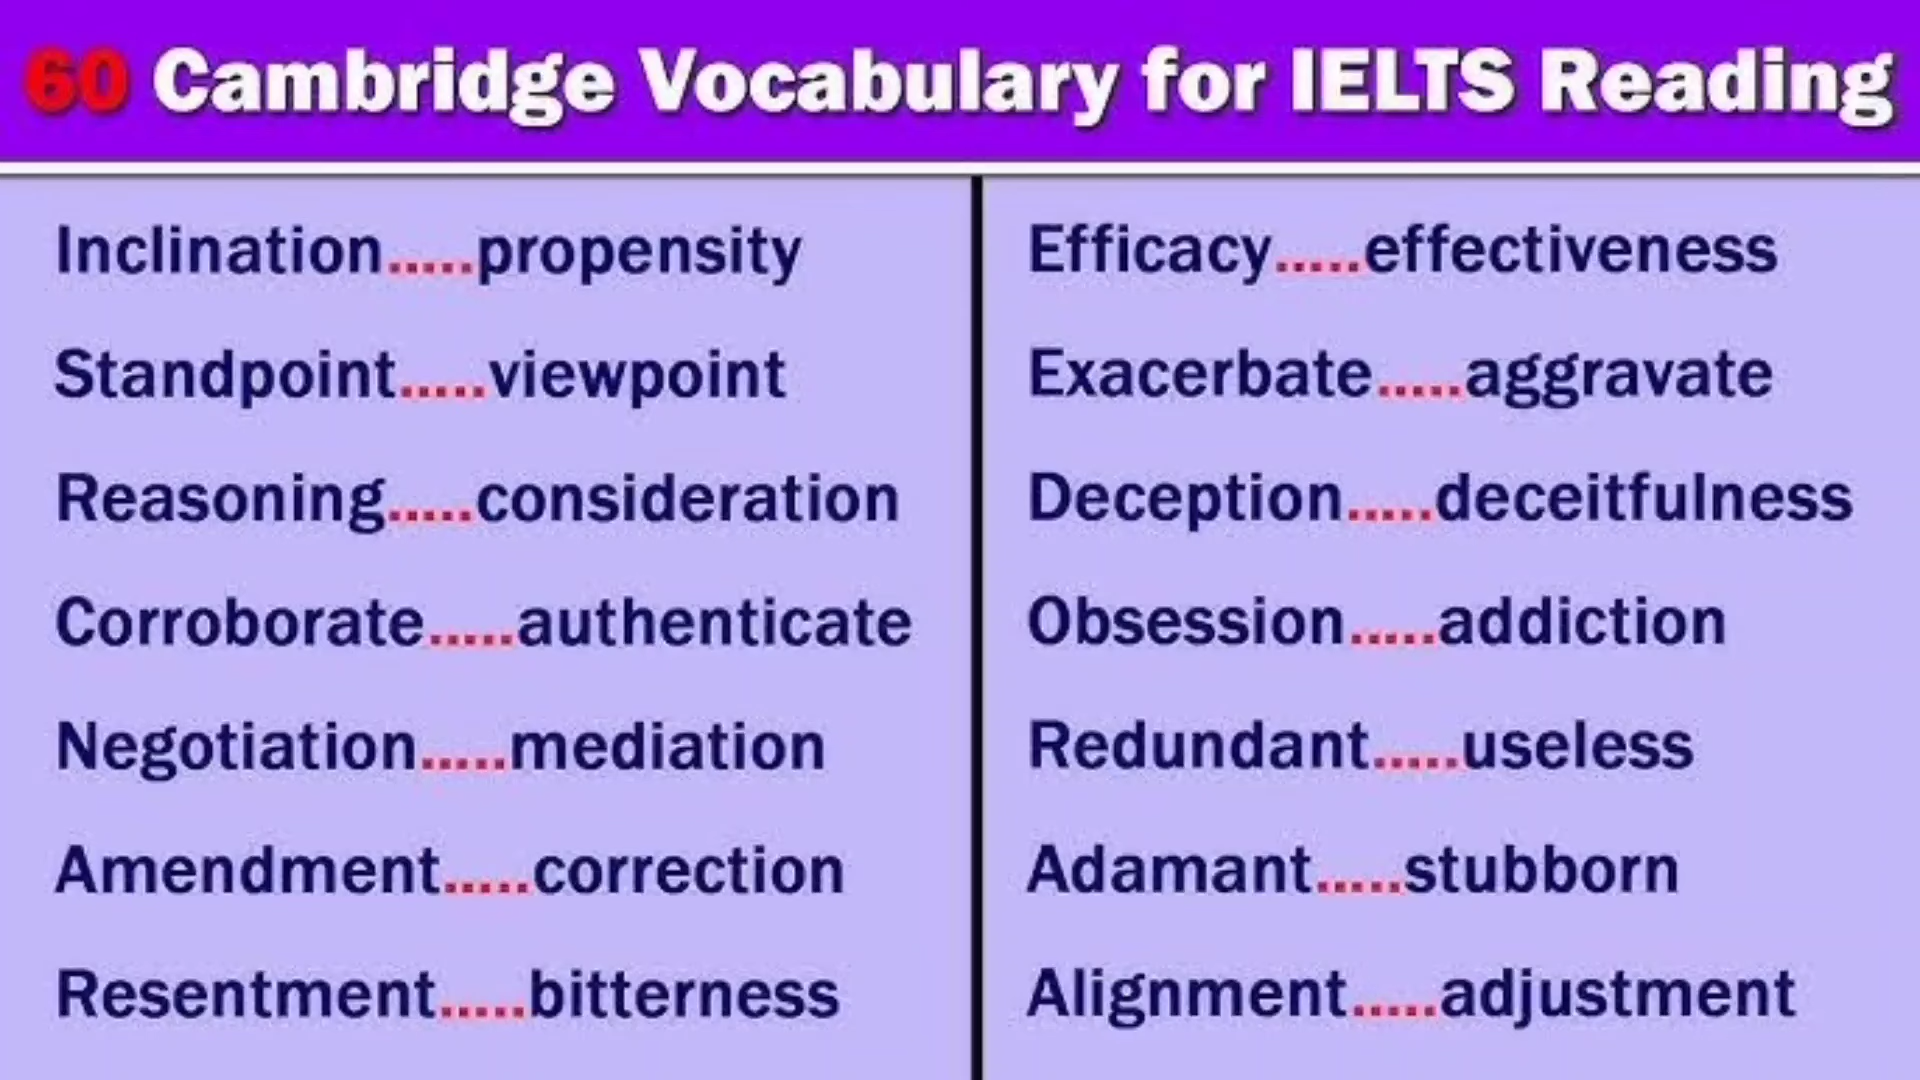 60 Cambridge Vocabulary for IELTS Reading
Inclination.....propensity
Standpoint.....viewpoint
Reasoning.....consideration
Corroborate.....authenticate
Negotiation.....mediation
Amendment.....correction
Resentment.....bitterness
Efficacy.....effectiveness
Exacerbate.....aggravate
Deception.....deceitfulness
Obsession.....addiction
Redundant.....useless
Adamant.....stubborn
Alignment.....adjustment